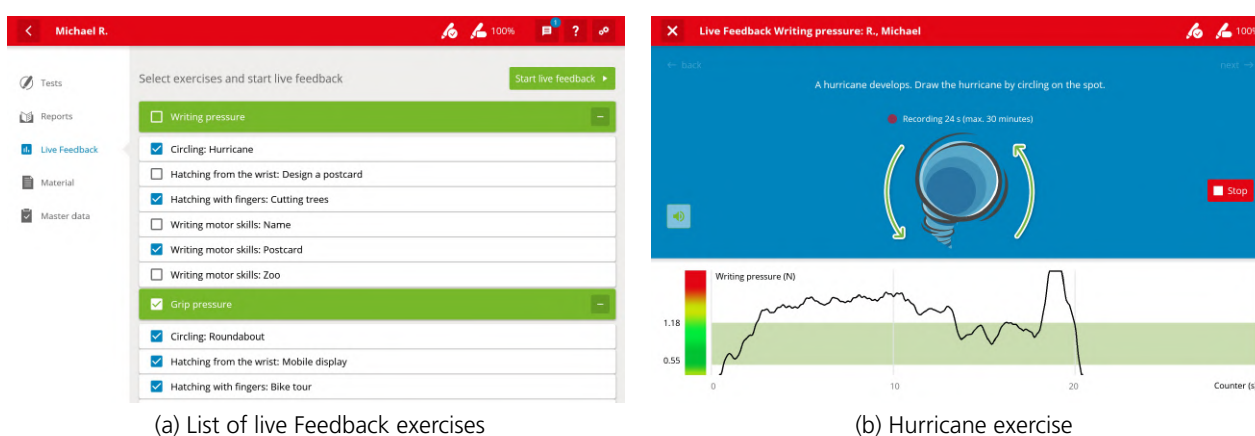 Michael R.
100%
1
?
Tests
Reports
Live Feedback
Material
Master data
Select exercises and start live feedback
Start live feedback
Writing pressure
Circling: Hurricane
Hatching from the wrist: Design a postcard
Hatching with fingers: Cutting trees
Writing motor skills: Name
Writing motor skills: Postcard
Writing motor skills: Zoo
Grip pressure
Circling: Roundabout
Hatching from the wrist: Mobile display
Hatching with fingers: Bike tour
(a) List of live Feedback exercises
Live Feedback Writing pressure: R., Michael
100%
← back
next →
A hurricane develops. Draw the hurricane by circling on the spot.
Recording 24 s (max. 30 minutes)
Stop
Writing pressure (N)
1.18
0.55
0
10
20
Counter (s
(b) Hurricane exercise